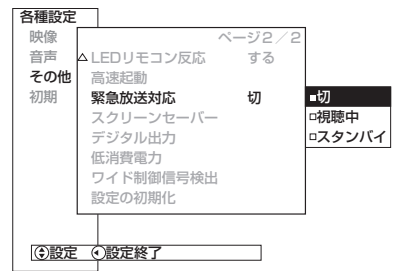 各種設定
映像
音声
その他
初期
ページ2／2
△LEDリモコン反応 する
高速起動
緊急放送対応 切
スクリーンセーバー
デジタル出力
低消費電力
ワイド制御信号検出
設定の初期化
■切
□視聴中
□スタンバイ
設定 設定終了